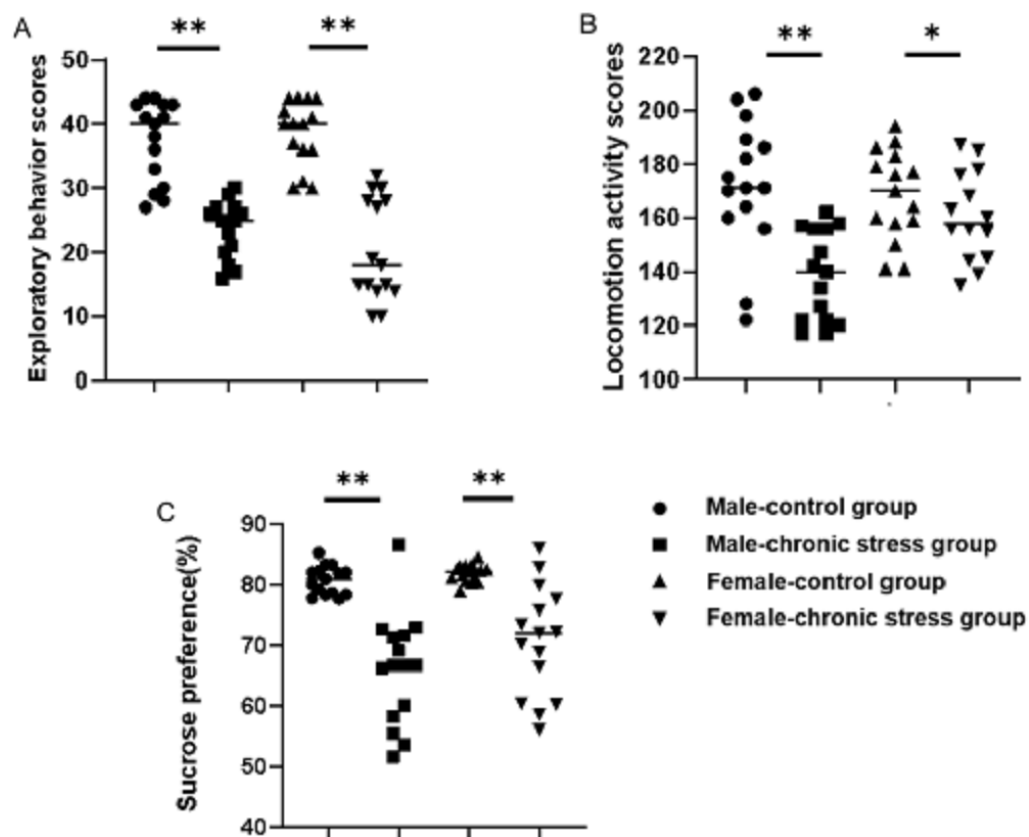 A
**
**
Exploratory behavior scores
50
40
30
20
10
0
B
**
*
Locomotion activity scores
220
200
180
160
140
120
100
C
**
**
Sucrose preference(%)
90
80
70
60
50
40
Male-control group
Male-chronic stress group
Female-control group
Female-chronic stress group